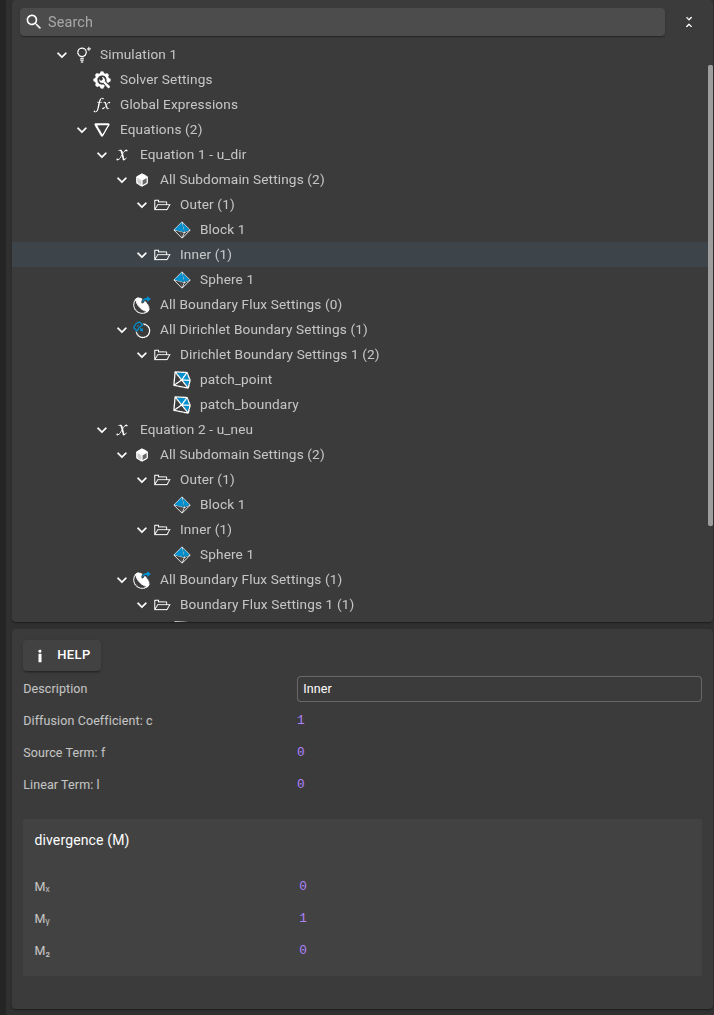 Search
Simulation 1
Solver Settings
fx Global Expressions
Equations (2)
x Equation 1 - u_dir
All Subdomain Settings (2)
Outer (1)
Block 1
Inner (1)
Sphere 1
All Boundary Flux Settings (0)
All Dirichlet Boundary Settings (1)
Dirichlet Boundary Settings 1 (2)
patch_point
patch_boundary
x Equation 2 - u_neu
All Subdomain Settings (2)
Outer (1)
Block 1
Inner (1)
Sphere 1
All Boundary Flux Settings (1)
Boundary Flux Settings 1 (1)
i HELP
Description Inner
Diffusion Coefficient: c 1
Source Term: f 0
Linear Term: l 0
divergence (M)
Mₓ 0
Mᵧ 1
M₂ 0